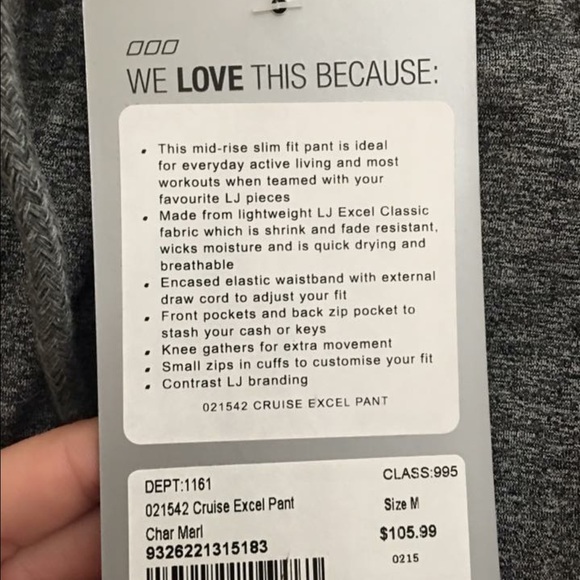 WE LOVE THIS BECAUSE:
• This mid-rise slim fit pant is ideal
for everyday active living and most
workouts when teamed with your
favourite LJ pieces
• Made from lightweight LJ Excel Classic
fabric which is shrink and fade resistant,
wicks moisture and is quick drying and
breathable
• Encased elastic waistband with external
draw cord to adjust your fit
• Front pockets and back zip pocket to
stash your cash or keys
• Knee gathers for extra movement
• Small zips in cuffs to customise your fit
• Contrast LJ branding
021542 CRUISE EXCEL PANT
DEPT:1161 CLASS:995
021542 Cruise Excel Pant Size M
Char Marl $105.99
9326221315183 0215